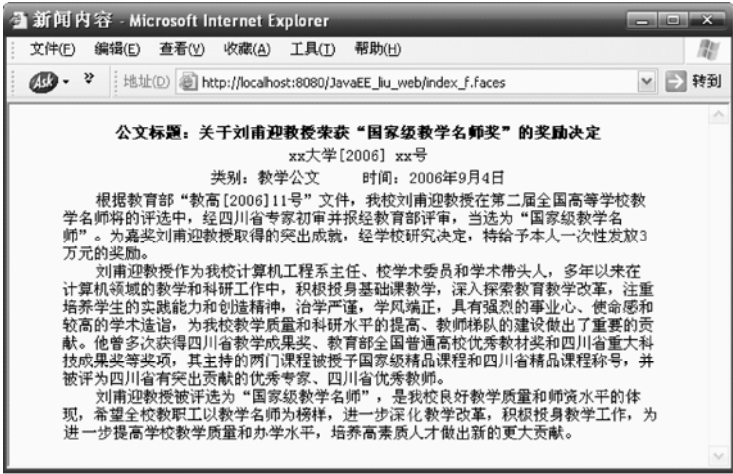 新闻内容 - Microsoft Internet Explorer
文件(F) 编辑(E) 查看(V) 收藏(A) 工具(T) 帮助(H)
Ask 地址(D) http://localhost:8080/JavaEE_liu_web/index_f.faces 转到
公文标题：关于刘甫迎教授荣获“国家级教学名师奖”的奖励决定
xx大学[2006] xx号
类别：教学公文 时间：2006年9月4日
根据教育部“教高[2006]11号”文件，我校刘甫迎教授在第二届全国高等学校教
学名师将的评选中，经四川省专家初审并报经教育部评审，当选为“国家级教学名
师”。为嘉奖刘甫迎教授取得的突出成就，经学校研究决定，特给予本人一次性发放3
万元的奖励。
刘甫迎教授作为我校计算机工程系主任、校学术委员和学术带头人，多年以来在
计算机领域的教学和科研工作中，积极投身基础课教学，深入探索教育教学改革，注重
培养学生的实践能力和创造精神，治学严谨，学风端正，具有强烈的事业心、使命感和
较高的学术造诣，为我校教学质量和科研水平的提高、教师梯队的建设做出了重要的贡
献。他曾多次获得四川省教学成果奖、教育部全国普通高校优秀教材奖和四川省重大科
技成果奖等奖项，其主持的两门课程被授予国家级精品课程和四川省精品课程称号，并
被评为四川省有突出贡献的优秀专家、四川省优秀教师。
刘甫迎教授被评选为“国家级教学名师”，是我校良好教学质量和师资水平的体
现，希望全校教职工以教学名师为榜样，进一步深化教学改革，积极投身教学工作，为
进一步提高学校教学质量和办学水平，培养高素质人才做出新的更大贡献。